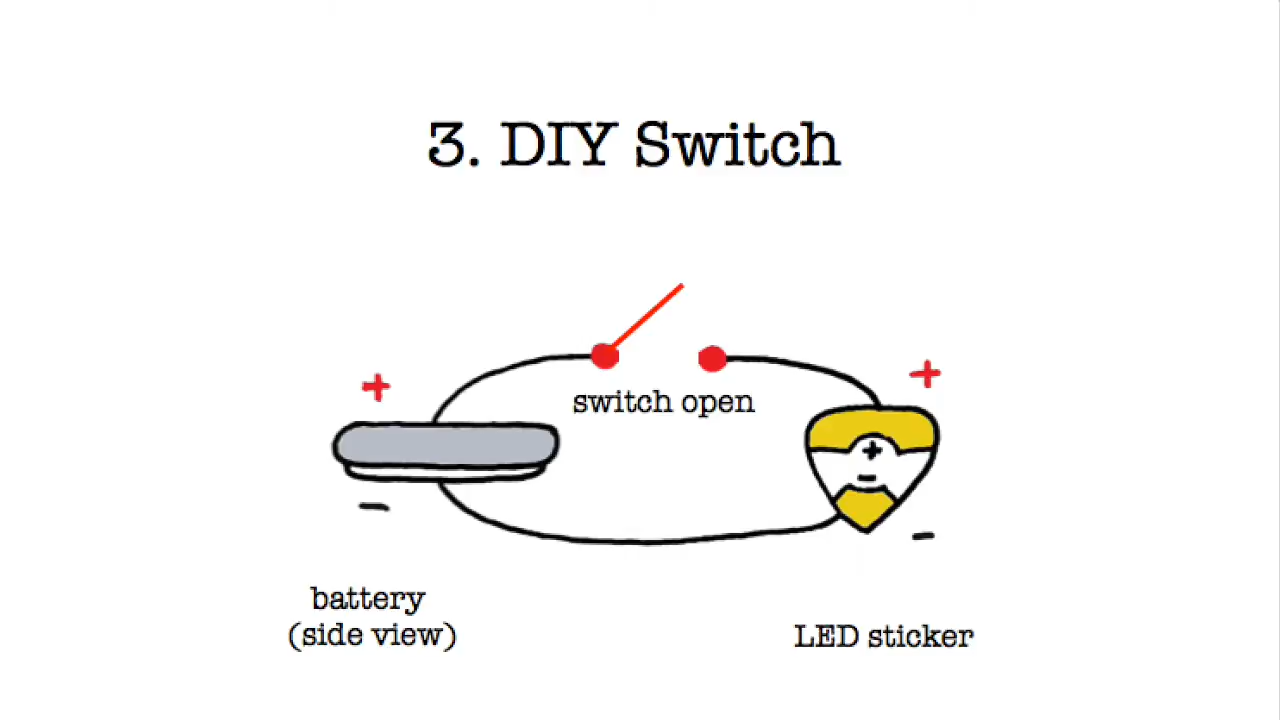 3. DIY Switch
+
+
switch open
+
-
-
-
battery
(side view)
LED sticker